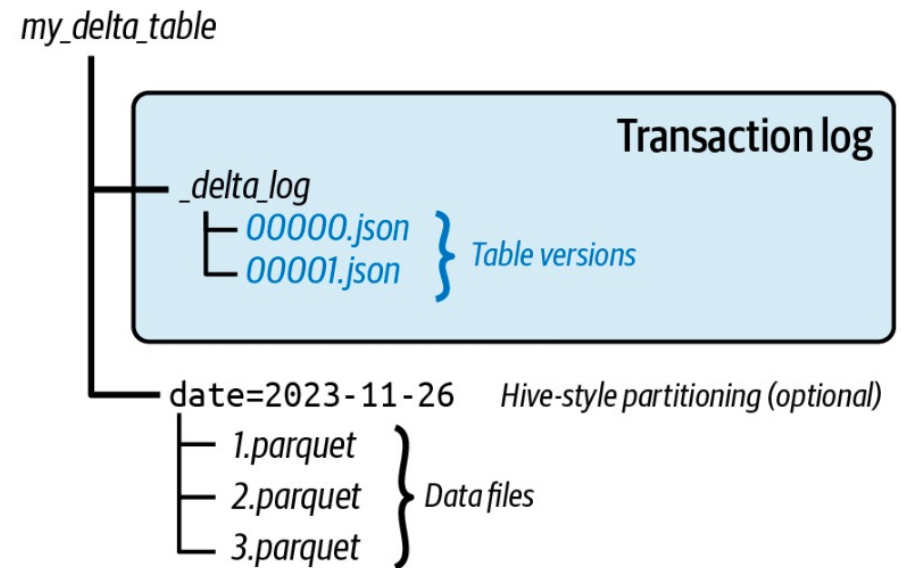 my_delta_table
Transaction log
_delta_log
00000.json
00001.json
Table versions
date=2023-11-26 Hive-style partitioning (optional)
1.parquet
2.parquet
3.parquet
Data files